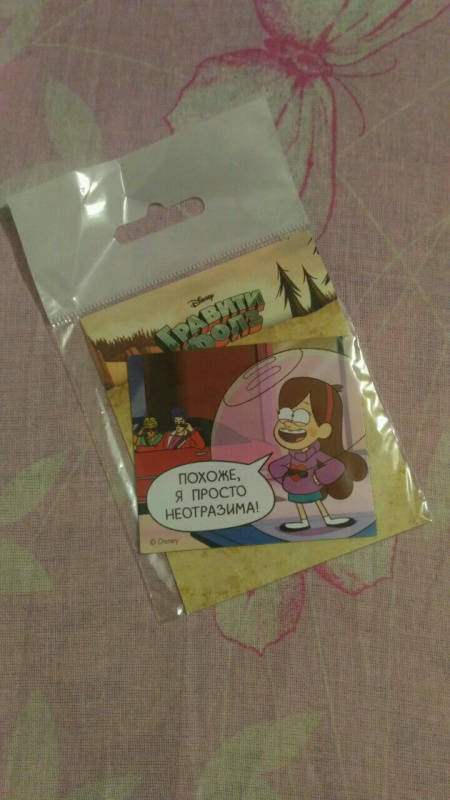 Disney
ГРАВИТИ
ФОЛЗ
ПОХОЖЕ,
Я ПРОСТО
НЕОТРАЗИМА!
© Disney